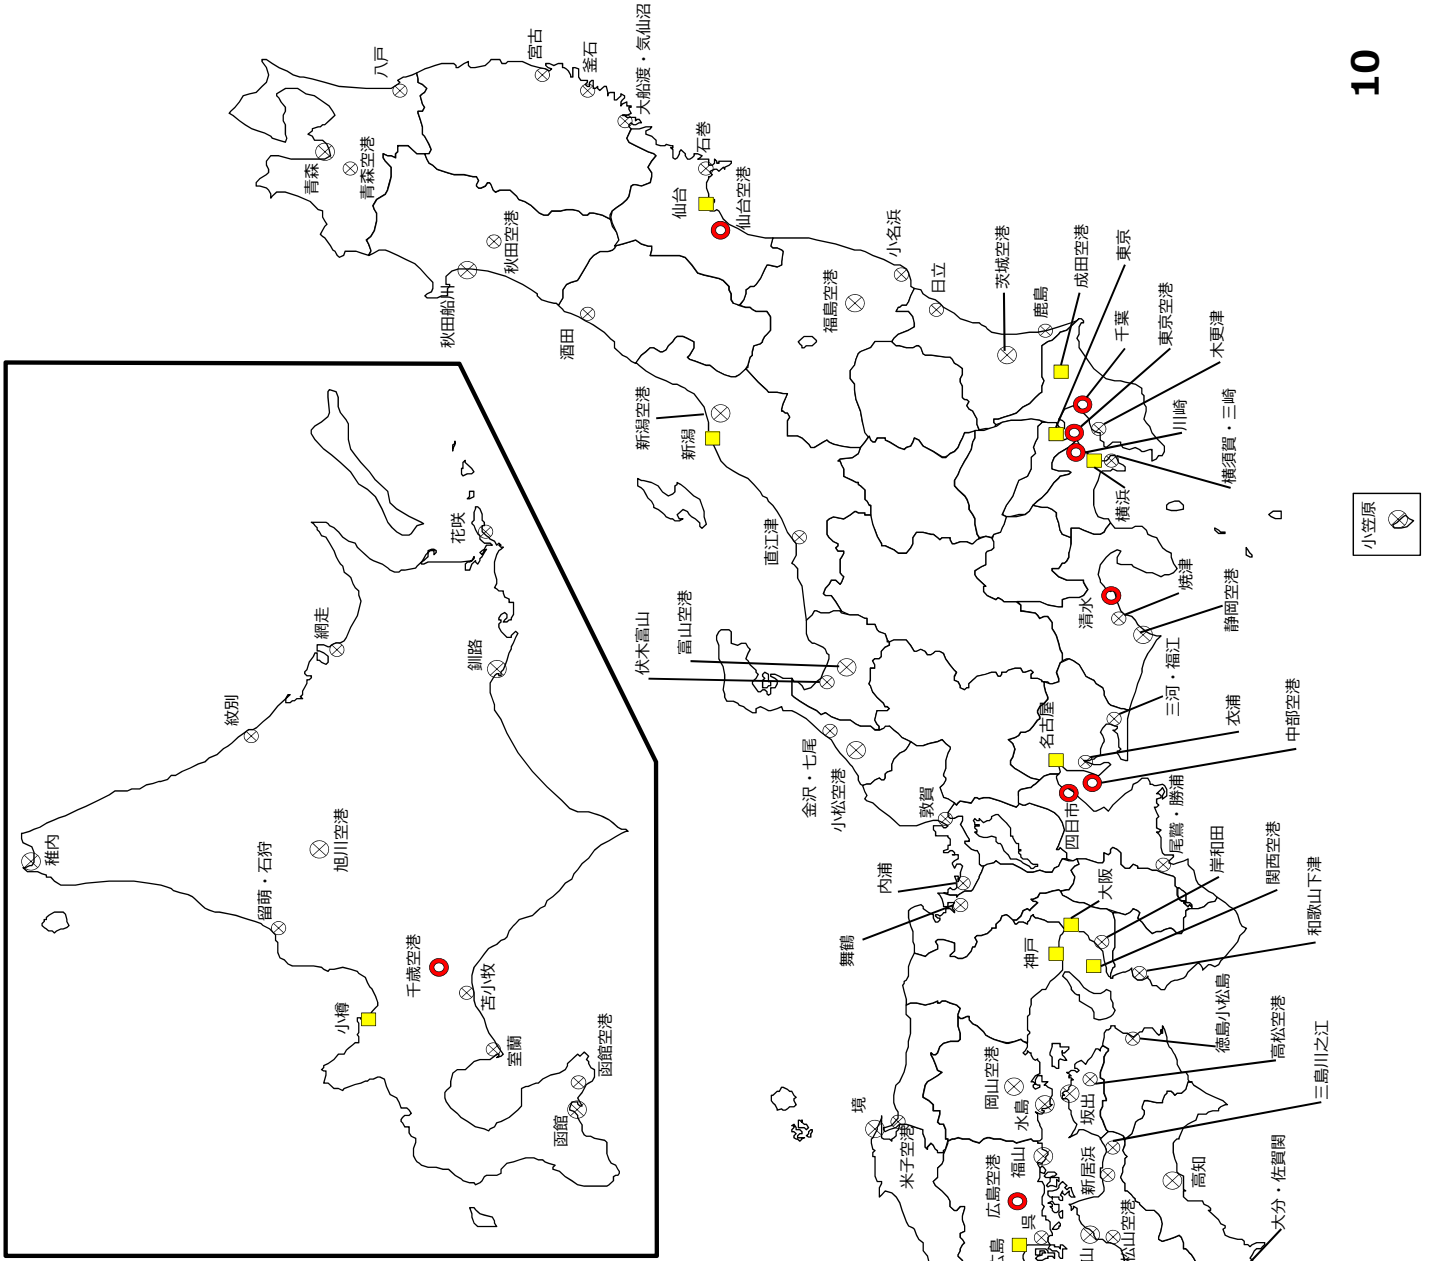 八戸
宮古
釜石
大船渡・気仙沼
青森
青森空港
石巻
仙台
仙台空港
秋田空港
秋田船川
酒田
福島空港
小名浜
日立
茨城空港
鹿島
成田空港
東京
千葉
東京空港
木更津
川崎
横須賀・三崎
横浜
新潟空港
新潟
直江津
伏木富山
富山空港
清水
焼津
静岡空港
三河・福江
衣浦
中部空港
名古屋
四日市
金沢・七尾
小松空港
敦賀
尾鷲・勝浦
岸和田
関西空港
和歌山下津
大阪
神戸
内浦
舞鶴
徳島小松島
高松空港
三島川之江
岡山空港
水島
坂出
境
米子空港
福山
広島空港
呉
新居浜
高知
松山空港
大分・佐賀関
小笠原
稚内
紋別
網走
花咲
釧路
旭川空港
留萌・石狩
千歳空港
苫小牧
小樽
室蘭
函館空港
函館
10